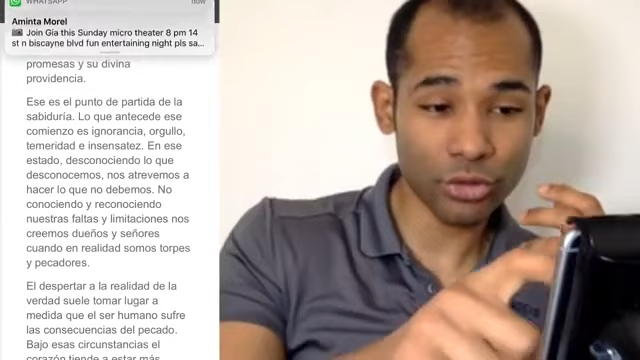 WHATSAPP now
Aminta Morel
Join Gia this Sunday micro theater 8 pm 14
st n biscayne blvd fun entertaining night pls sa...
promesas y su divina
providencia.
Ese es el punto de partida de la
sabiduría. Lo que antecede ese
comienzo es ignorancia, orgullo,
temeridad e insensatez. En ese
estado, desconociendo lo que
desconocemos, nos atrevemos a
hacer lo que no debemos. No
conociendo y reconociendo
nuestras faltas y limitaciones nos
creemos dueños y señores
cuando en realidad somos torpes
y pecadores.
El despertar a la realidad de la
verdad suele tomar lugar a
medida que el ser humano sufre
las consecuencias del pecado.
Bajo esas circunstancias el
corazón tiende a estar más